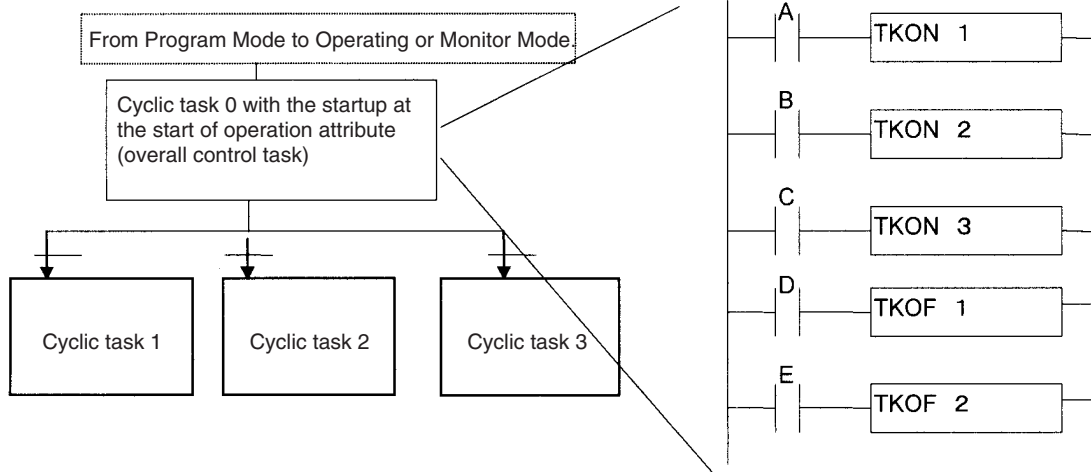 From Program Mode to Operating or Monitor Mode.
Cyclic task 0 with the startup at
the start of operation attribute
(overall control task)
Cyclic task 1
Cyclic task 2
Cyclic task 3
A
TKON 1
B
TKON 2
C
TKON 3
D
TKOF 1
E
TKOF 2